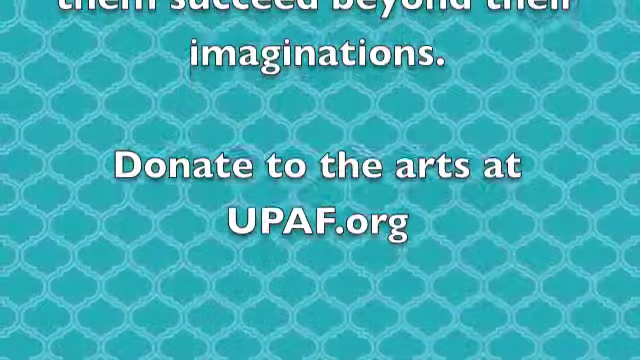 them succeed beyond their
imaginations.
Donate to the arts at
UPAF.org